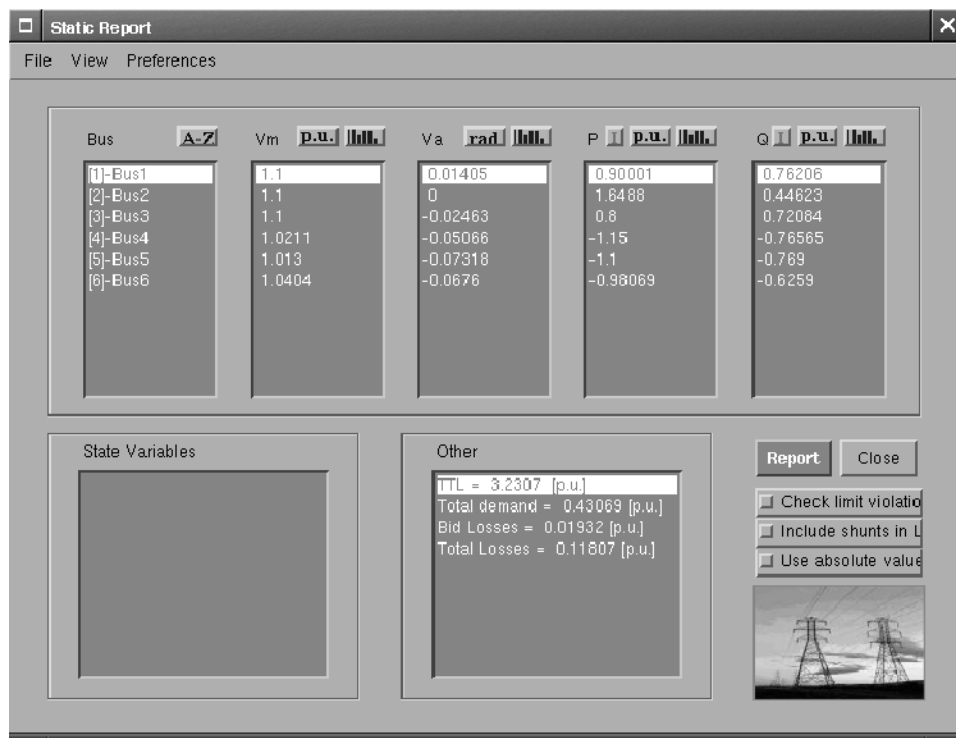 Static Report
File View Preferences
Bus A-Z Vm p.u. Va rad P I p.u. Q I p.u.
[1]-Bus1 1.1 0.01405 0.90001 0.76206
[2]-Bus2 1.1 0 1.6488 0.44623
[3]-Bus3 1.1 -0.02463 0.8 0.72084
[4]-Bus4 1.0211 -0.05066 -1.15 -0.76565
[5]-Bus5 1.013 -0.07318 -1.1 -0.769
[6]-Bus6 1.0404 -0.0676 -0.98069 -0.6259
State Variables
Other
TTL = 3.2307 [p.u.]
Total demand = 0.43069 [p.u.]
Bid Losses = 0.01932 [p.u.]
Total Losses = 0.11807 [p.u.]
Report Close
Check limit violatio
Include shunts in L
Use absolute value